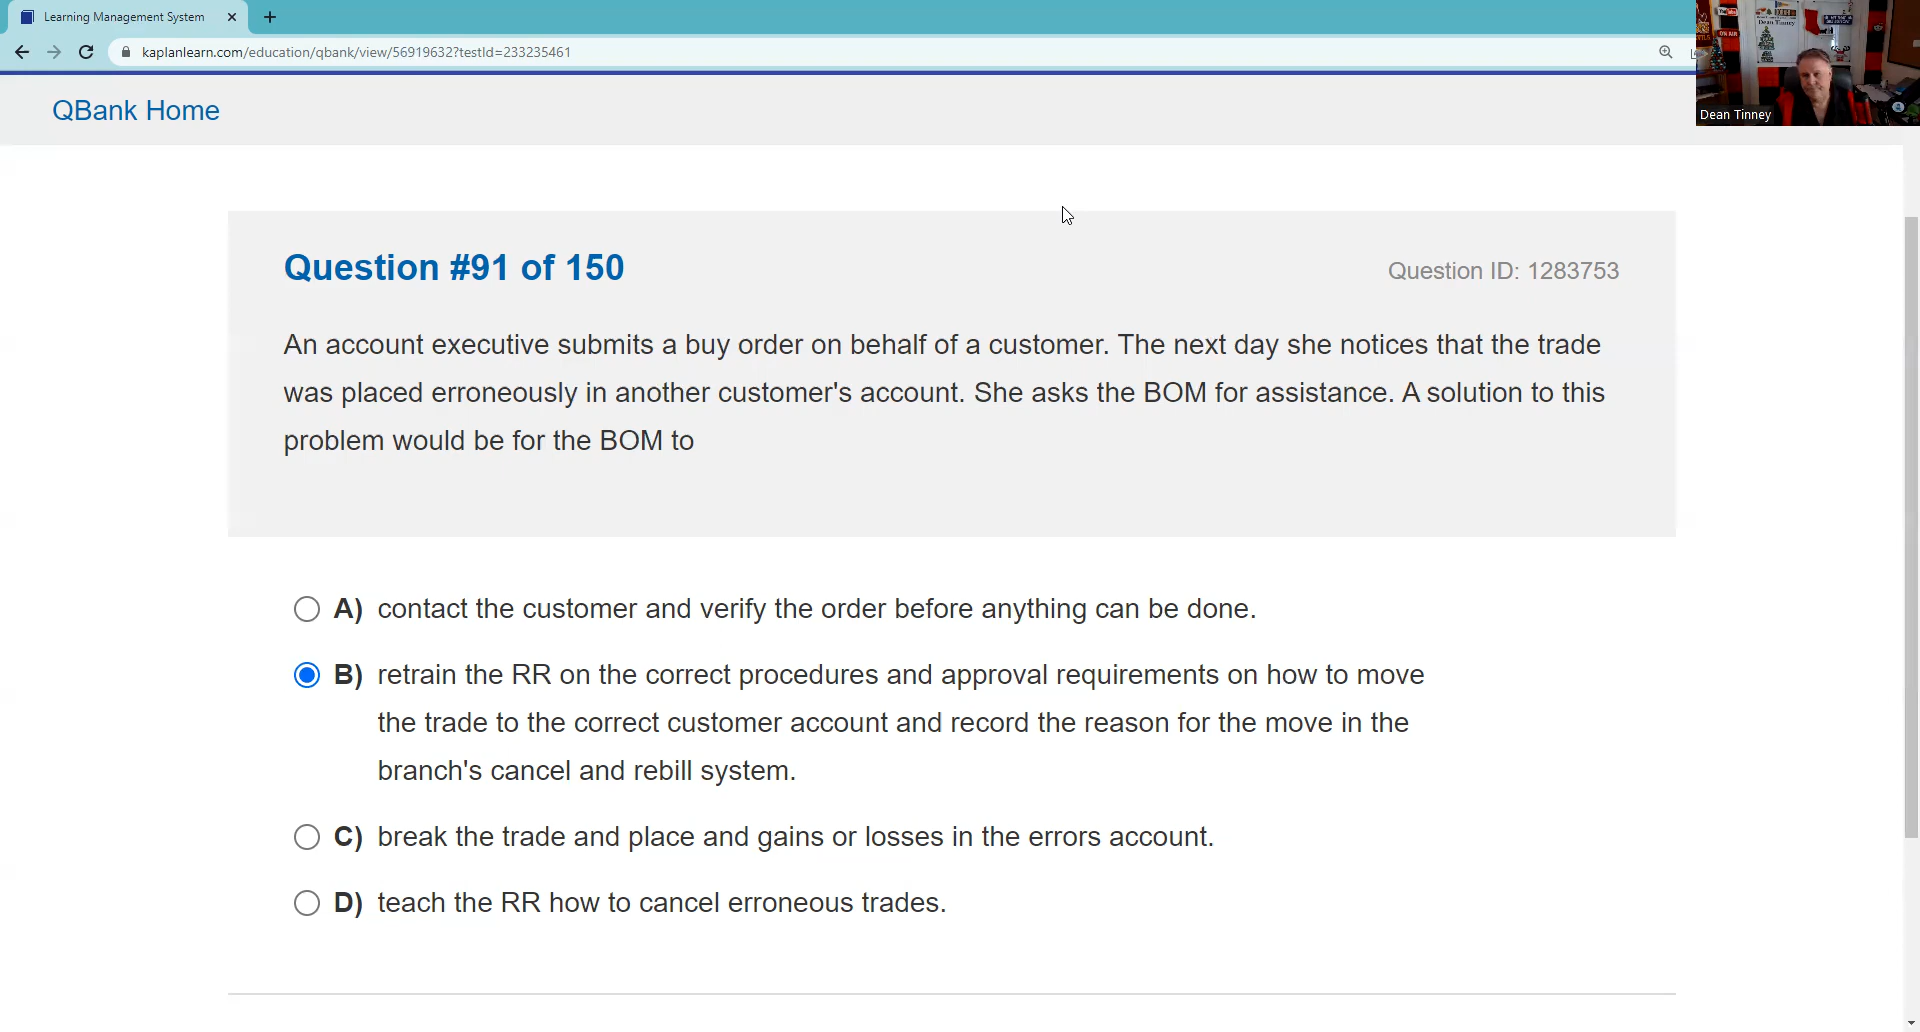 Learning Management System
kaplanlearn.com/education/qbank/view/56919632?testId=233235461
Dean Tinney
QBank Home
Question #91 of 150
Question ID: 1283753
An account executive submits a buy order on behalf of a customer. The next day she notices that the trade
was placed erroneously in another customer's account. She asks the BOM for assistance. A solution to this
problem would be for the BOM to
A) contact the customer and verify the order before anything can be done.
B) retrain the RR on the correct procedures and approval requirements on how to move
the trade to the correct customer account and record the reason for the move in the
branch's cancel and rebill system.
C) break the trade and place and gains or losses in the errors account.
D) teach the RR how to cancel erroneous trades.